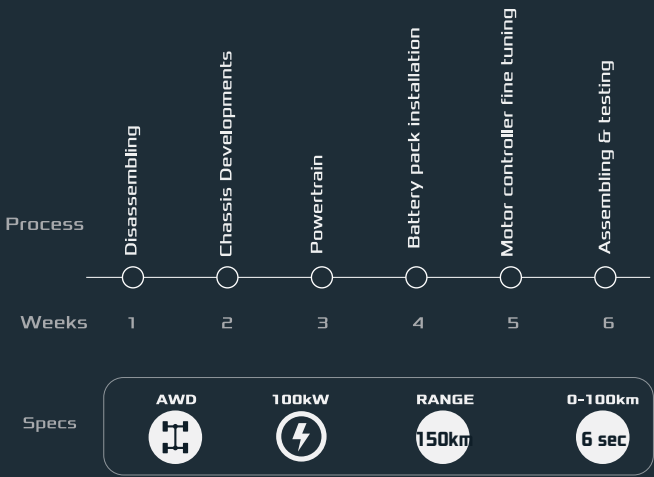 Process
Disassembling
Chassis Developments
Powertrain
Battery pack installation
Motor controller fine tuning
Assembling & testing
Weeks 1 2 3 4 5 6
Specs
AWD 100kW RANGE 0-100km
150km 6 sec